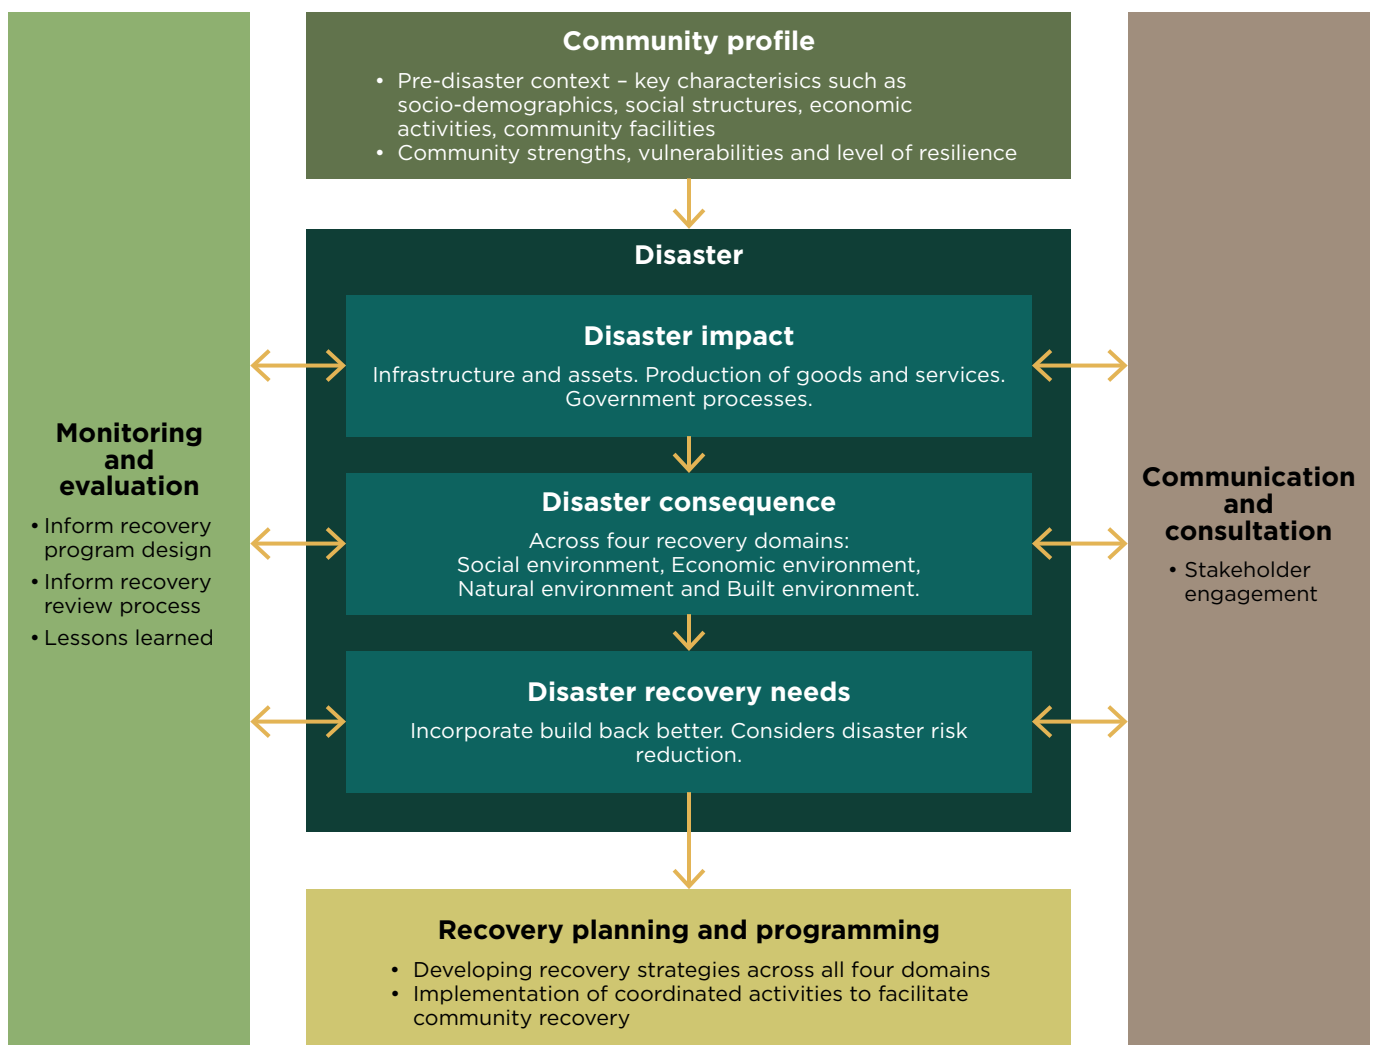 Community profile
• Pre-disaster context – key characterisics such as
socio-demographics, social structures, economic
activities, community facilities
• Community strengths, vulnerabilities and level of resilience
Disaster
Disaster impact
Infrastructure and assets. Production of goods and services.
Government processes.
Disaster consequence
Across four recovery domains:
Social environment, Economic environment,
Natural environment and Built environment.
Disaster recovery needs
Incorporate build back better. Considers disaster risk
reduction.
Recovery planning and programming
• Developing recovery strategies across all four domains
• Implementation of coordinated activities to facilitate
community recovery
Monitoring
and
evaluation
• Inform recovery
program design
• Inform recovery
review process
• Lessons learned
Communication
and
consultation
• Stakeholder
engagement